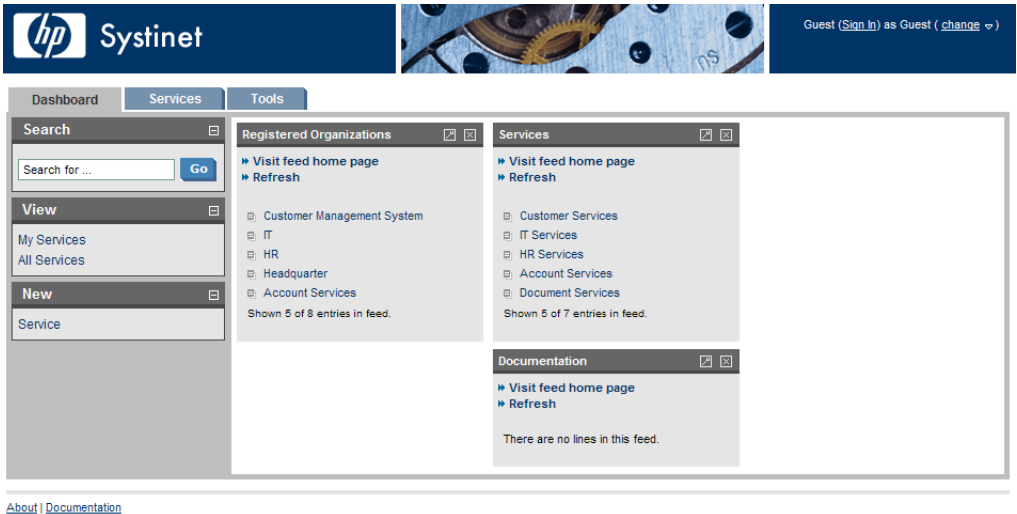 hp Systinet
Guest (Sign In) as Guest ( change )
Dashboard Services Tools
Search
Search for ... Go
View
My Services
All Services
New
Service
Registered Organizations
Visit feed home page
Refresh
Customer Management System
IT
HR
Headquarter
Account Services
Shown 5 of 8 entries in feed.
Services
Visit feed home page
Refresh
Customer Services
IT Services
HR Services
Account Services
Document Services
Shown 5 of 7 entries in feed.
Documentation
Visit feed home page
Refresh
There are no lines in this feed.
About | Documentation